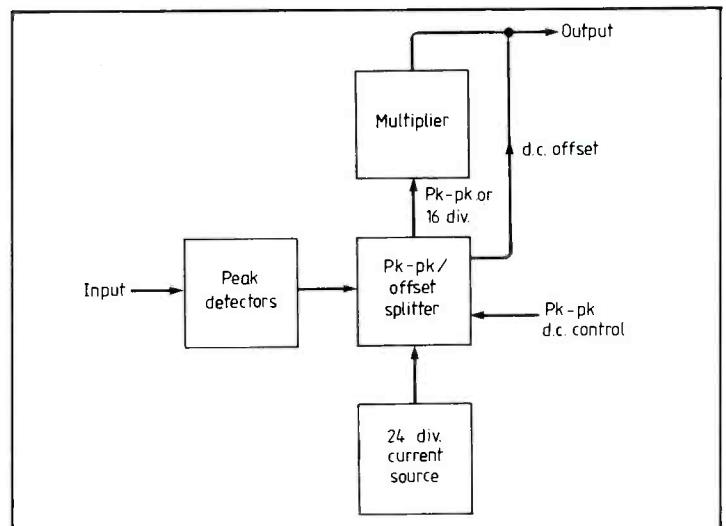 Output
Multiplier
d.c. offset
Pk-pk or
16 div.
Input
Peak
detectors
Pk-pk/
offset
splitter
Pk-pk
d.c. control
24 div.
current
source